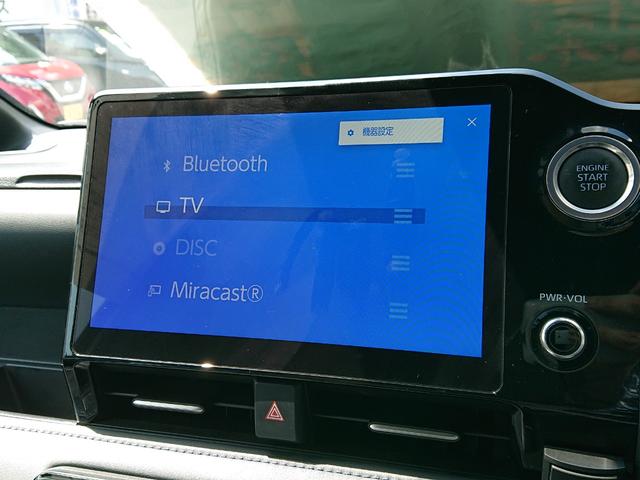 機器設定
Bluetooth
TV
DISC
Miracast®
ENGINE
START
STOP
PWR·VOL